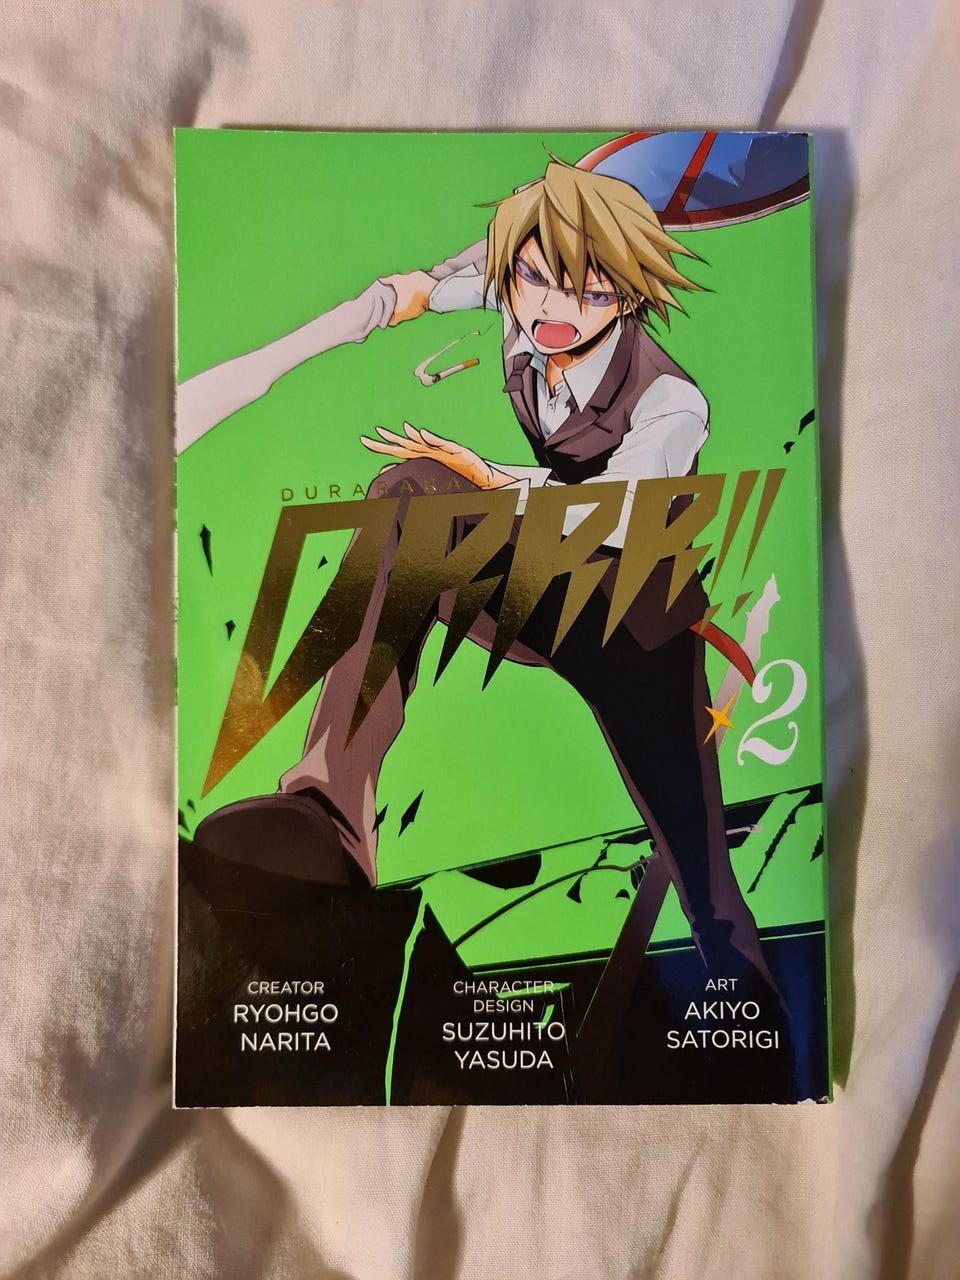 DURARARA!!
DRRR!!
2
CREATOR
RYOHGO
NARITA
CHARACTER
DESIGN
SUZUHITO
YASUDA
ART
AKIYO
SATORIGI